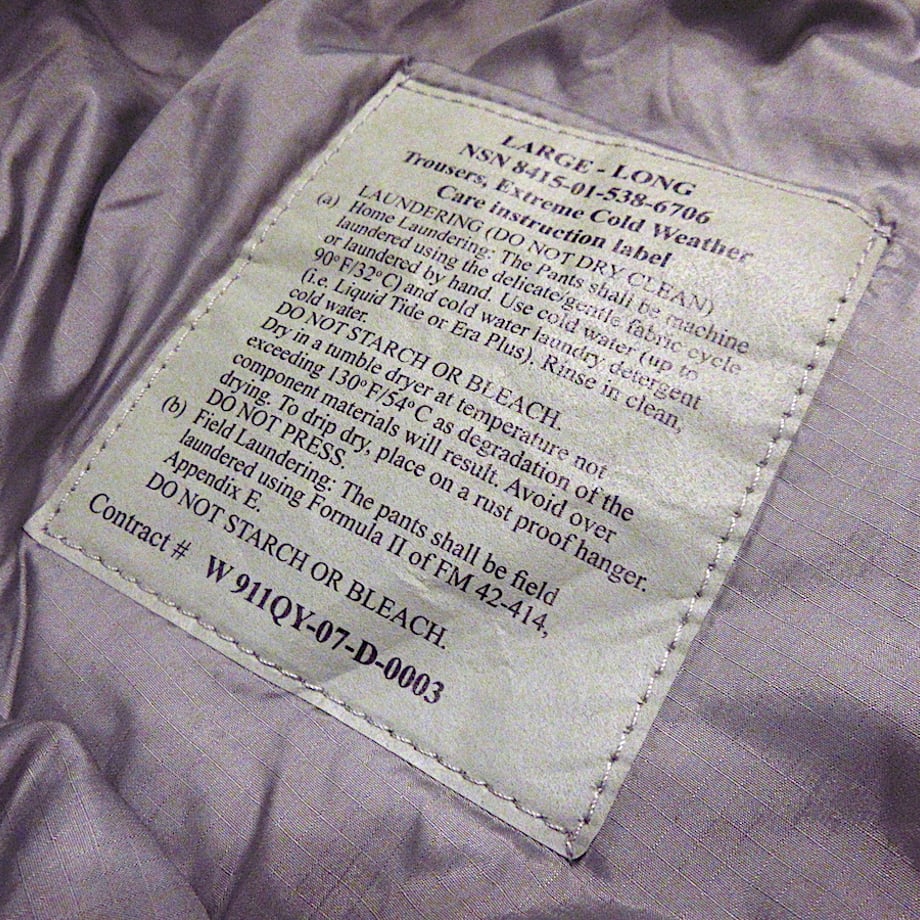 LARGE - LONG
NSN 8415-01-538-6706
Trousers, Extreme Cold Weather
Care instruction label
LAUNDERING (DO NOT DRY CLEAN)
(a) Home Laundering: The Pants shall be machine
laundered using the delicate/gentle fabric cycle
or laundered by hand. Use cold water (up to
90°F/32°C) and cold water laundry detergent
(i.e. Liquid Tide or Era Plus). Rinse in clean,
cold water.
DO NOT STARCH OR BLEACH.
Dry in a tumble dryer at temperature not
exceeding 130°F/54°C as degradation of the
component materials will result. Avoid over
drying. To drip dry, place on a rust proof hanger.
DO NOT PRESS.
(b) Field Laundering: The pants shall be field
laundered using Formula II of FM 42-414,
Appendix E.
DO NOT STARCH OR BLEACH.
Contract # W911QY-07-D-0003